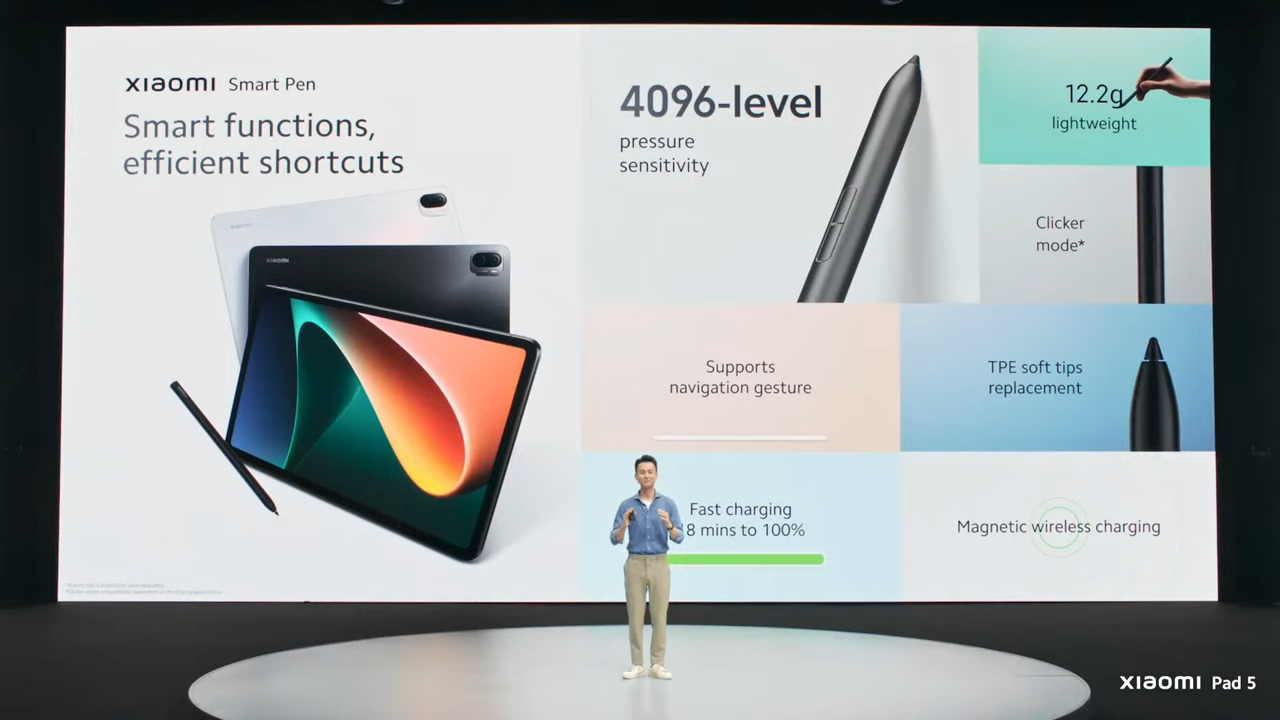 xiaomi Smart Pen
Smart functions,
efficient shortcuts
xiaomi
4096-level
pressure
sensitivity
12.2g
lightweight
Clicker
mode*
Supports
navigation gesture
TPE soft tips
replacement
Fast charging
8 mins to 100%
Magnetic wireless charging
xiaomi Pad 5